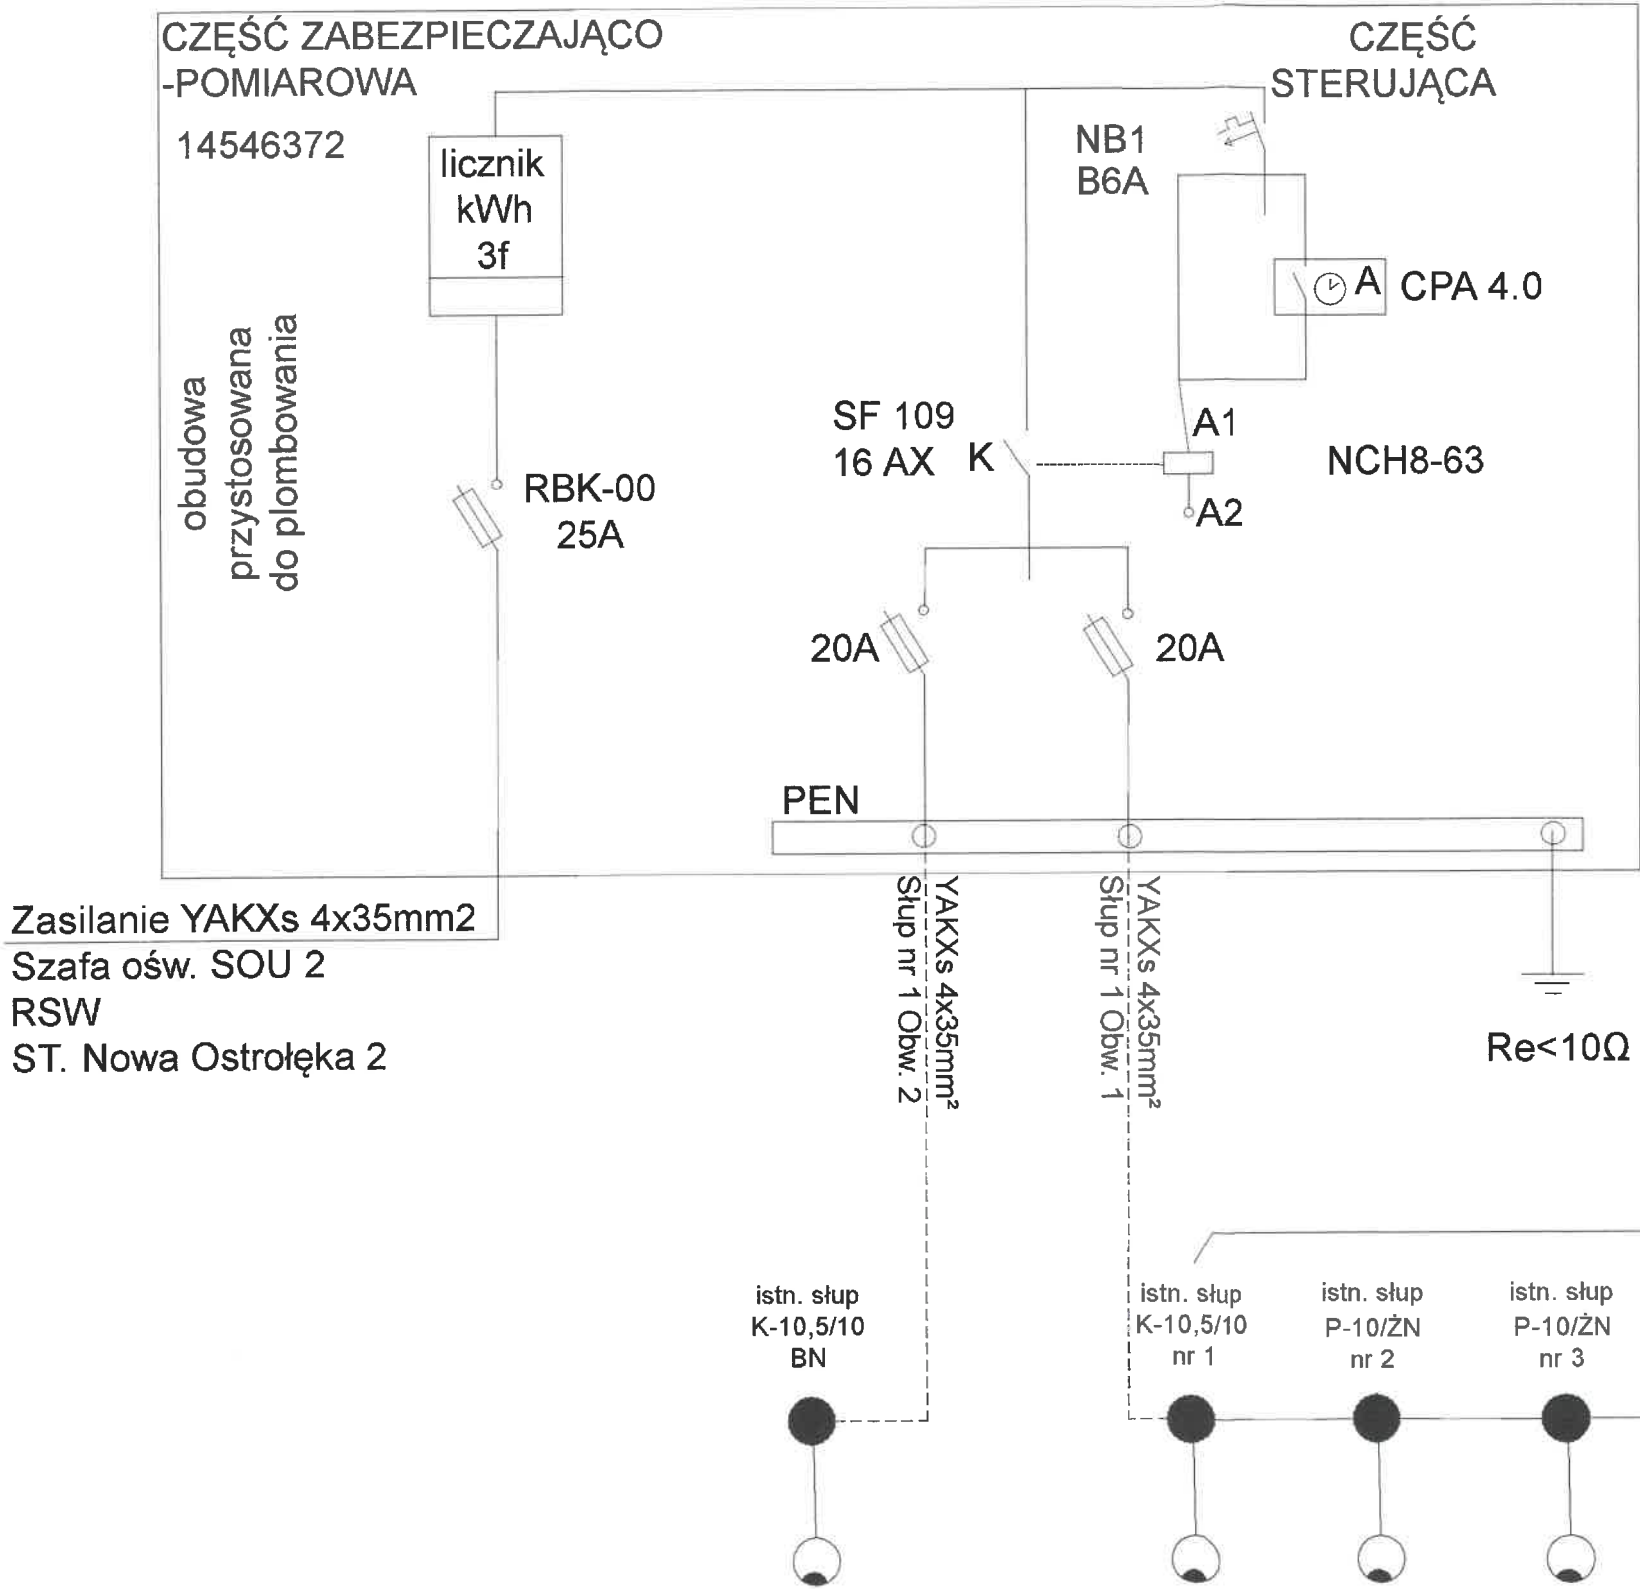 CZĘŚĆ ZABEZPIECZAJĄCO
-POMIAROWA
14546372
CZĘŚĆ
STERUJĄCA
licznik
kWh
3f
NB1
B6A
A
CPA 4.0
obudowa
przystosowana
do plombowania
RBK-00
25A
SF 109
16 AX
K
A1
NCH8-63
A2
20A
20A
PEN
Zasilanie YAKXs 4x35mm2
Szafa ośw. SOU 2
RSW
ST. Nowa Ostrołęka 2
YAKXs 4x35mm²
Słup nr 1 Obw. 2
YAKXs 4x35mm²
Słup nr 1 Obw. 1
Re<10Ω
istn. słup
K-10,5/10
BN
istn. słup
K-10,5/10
nr 1
istn. słup
P-10/ŻN
nr 2
istn. słup
P-10/ŻN
nr 3